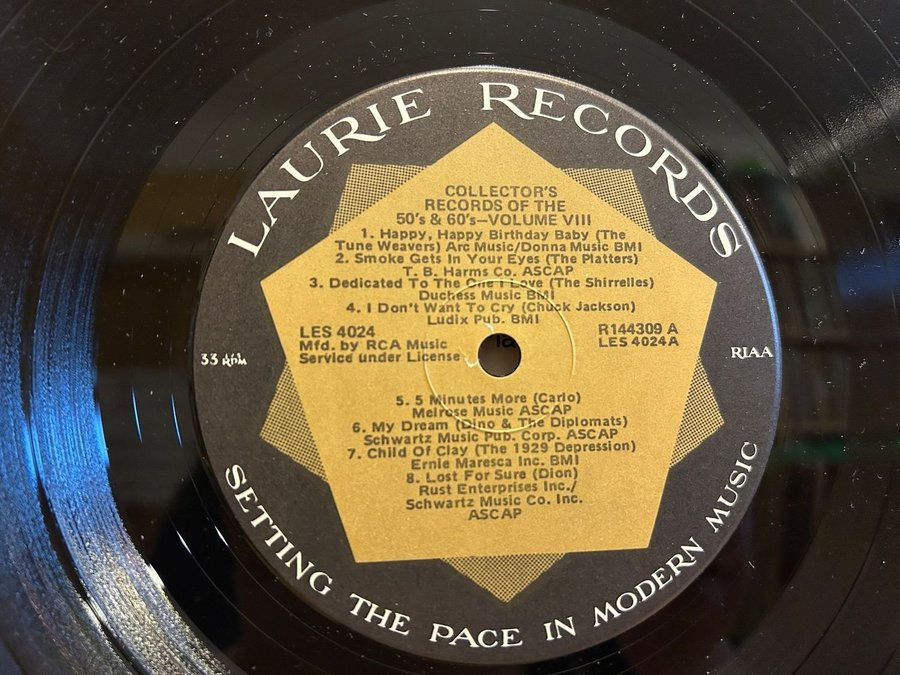 LAURIE RECORDS
COLLECTOR'S
RECORDS OF THE
50's & 60's—VOLUME VIII
1. Happy, Happy Birthday Baby (The
Tune Weavers) Arc Music/Donna Music BMI
2. Smoke Gets In Your Eyes (The Platters)
T. B. Harms Co. ASCAP
3. Dedicated To The One I Love (The Shirrelles)
Duchess Music BMI
4. I Don't Want To Cry (Chuck Jackson)
Ludix Pub. BMI
LES 4024
Mfd. by RCA Music
Service under License
R144309 A
LES 4024A
33 RPM
RIAA
5. 5 Minutes More (Carlo)
Melrose Music ASCAP
6. My Dream (Dino & The Diplomats)
Schwartz Music Pub. Corp. ASCAP
7. Child Of Clay (The 1929 Depression)
Ernie Maresca Inc. BMI
8. Lost For Sure (Dion)
Rust Enterprises Inc./
Schwartz Music Co. Inc.
ASCAP
SETTING THE PACE IN MODERN MUSIC